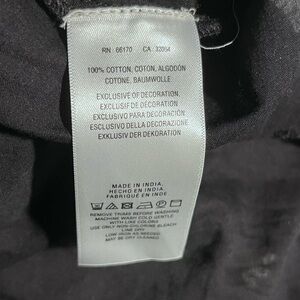 RN 66170 CA 32054
100% COTTON, COTON, ALGODÓN
COTONE, BAUMWOLLE
EXCLUSIVE OF DECORATION.
EXCLUSIF DE DÉCORATION
EXCLUSIVO PARA DECORACIÓN
ESCLUSIVO DELLA DECORAZIONE
EXKLUSIV DER DEKORATION
MADE IN INDIA,
HECHO EN INDIA,
FABRIQUÉ EN INDE
REMOVE TRIMS BEFORE WASHING
MACHINE WASH COLD GENTLE
WITH LIKE COLORS
USE ONLY NON-CHLORINE BLEACH
LINE DRY
LOW IRON AS NEEDED
MAY BE DRY CLEANED